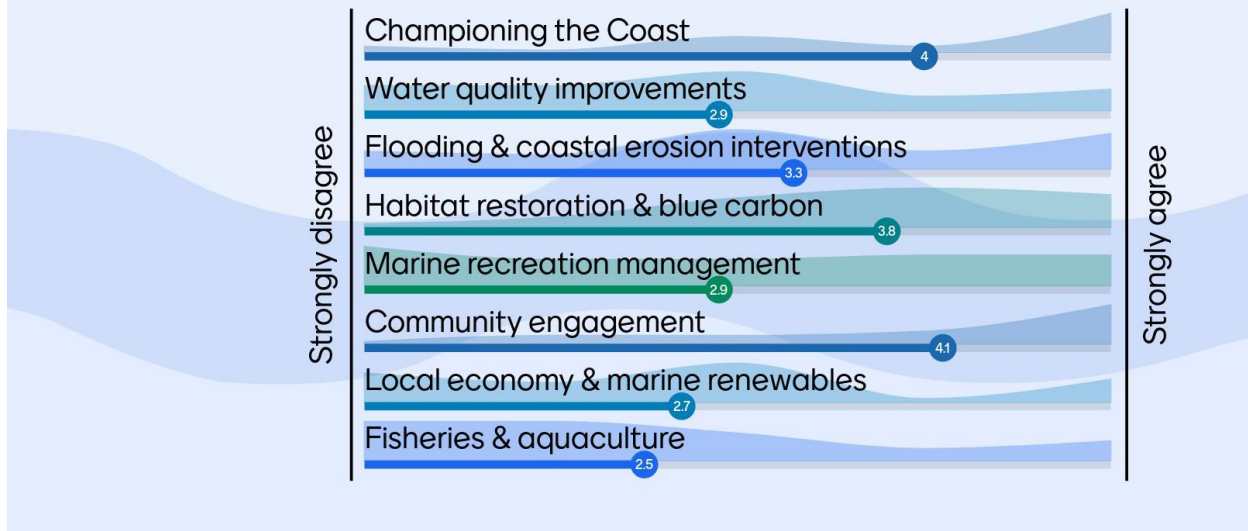 Strongly disagree
Championing the Coast
4
Water quality improvements
2.9
Flooding & coastal erosion interventions
3.3
Habitat restoration & blue carbon
3.8
Marine recreation management
2.9
Community engagement
4.1
Local economy & marine renewables
2.7
Fisheries & aquaculture
2.5
Strongly agree